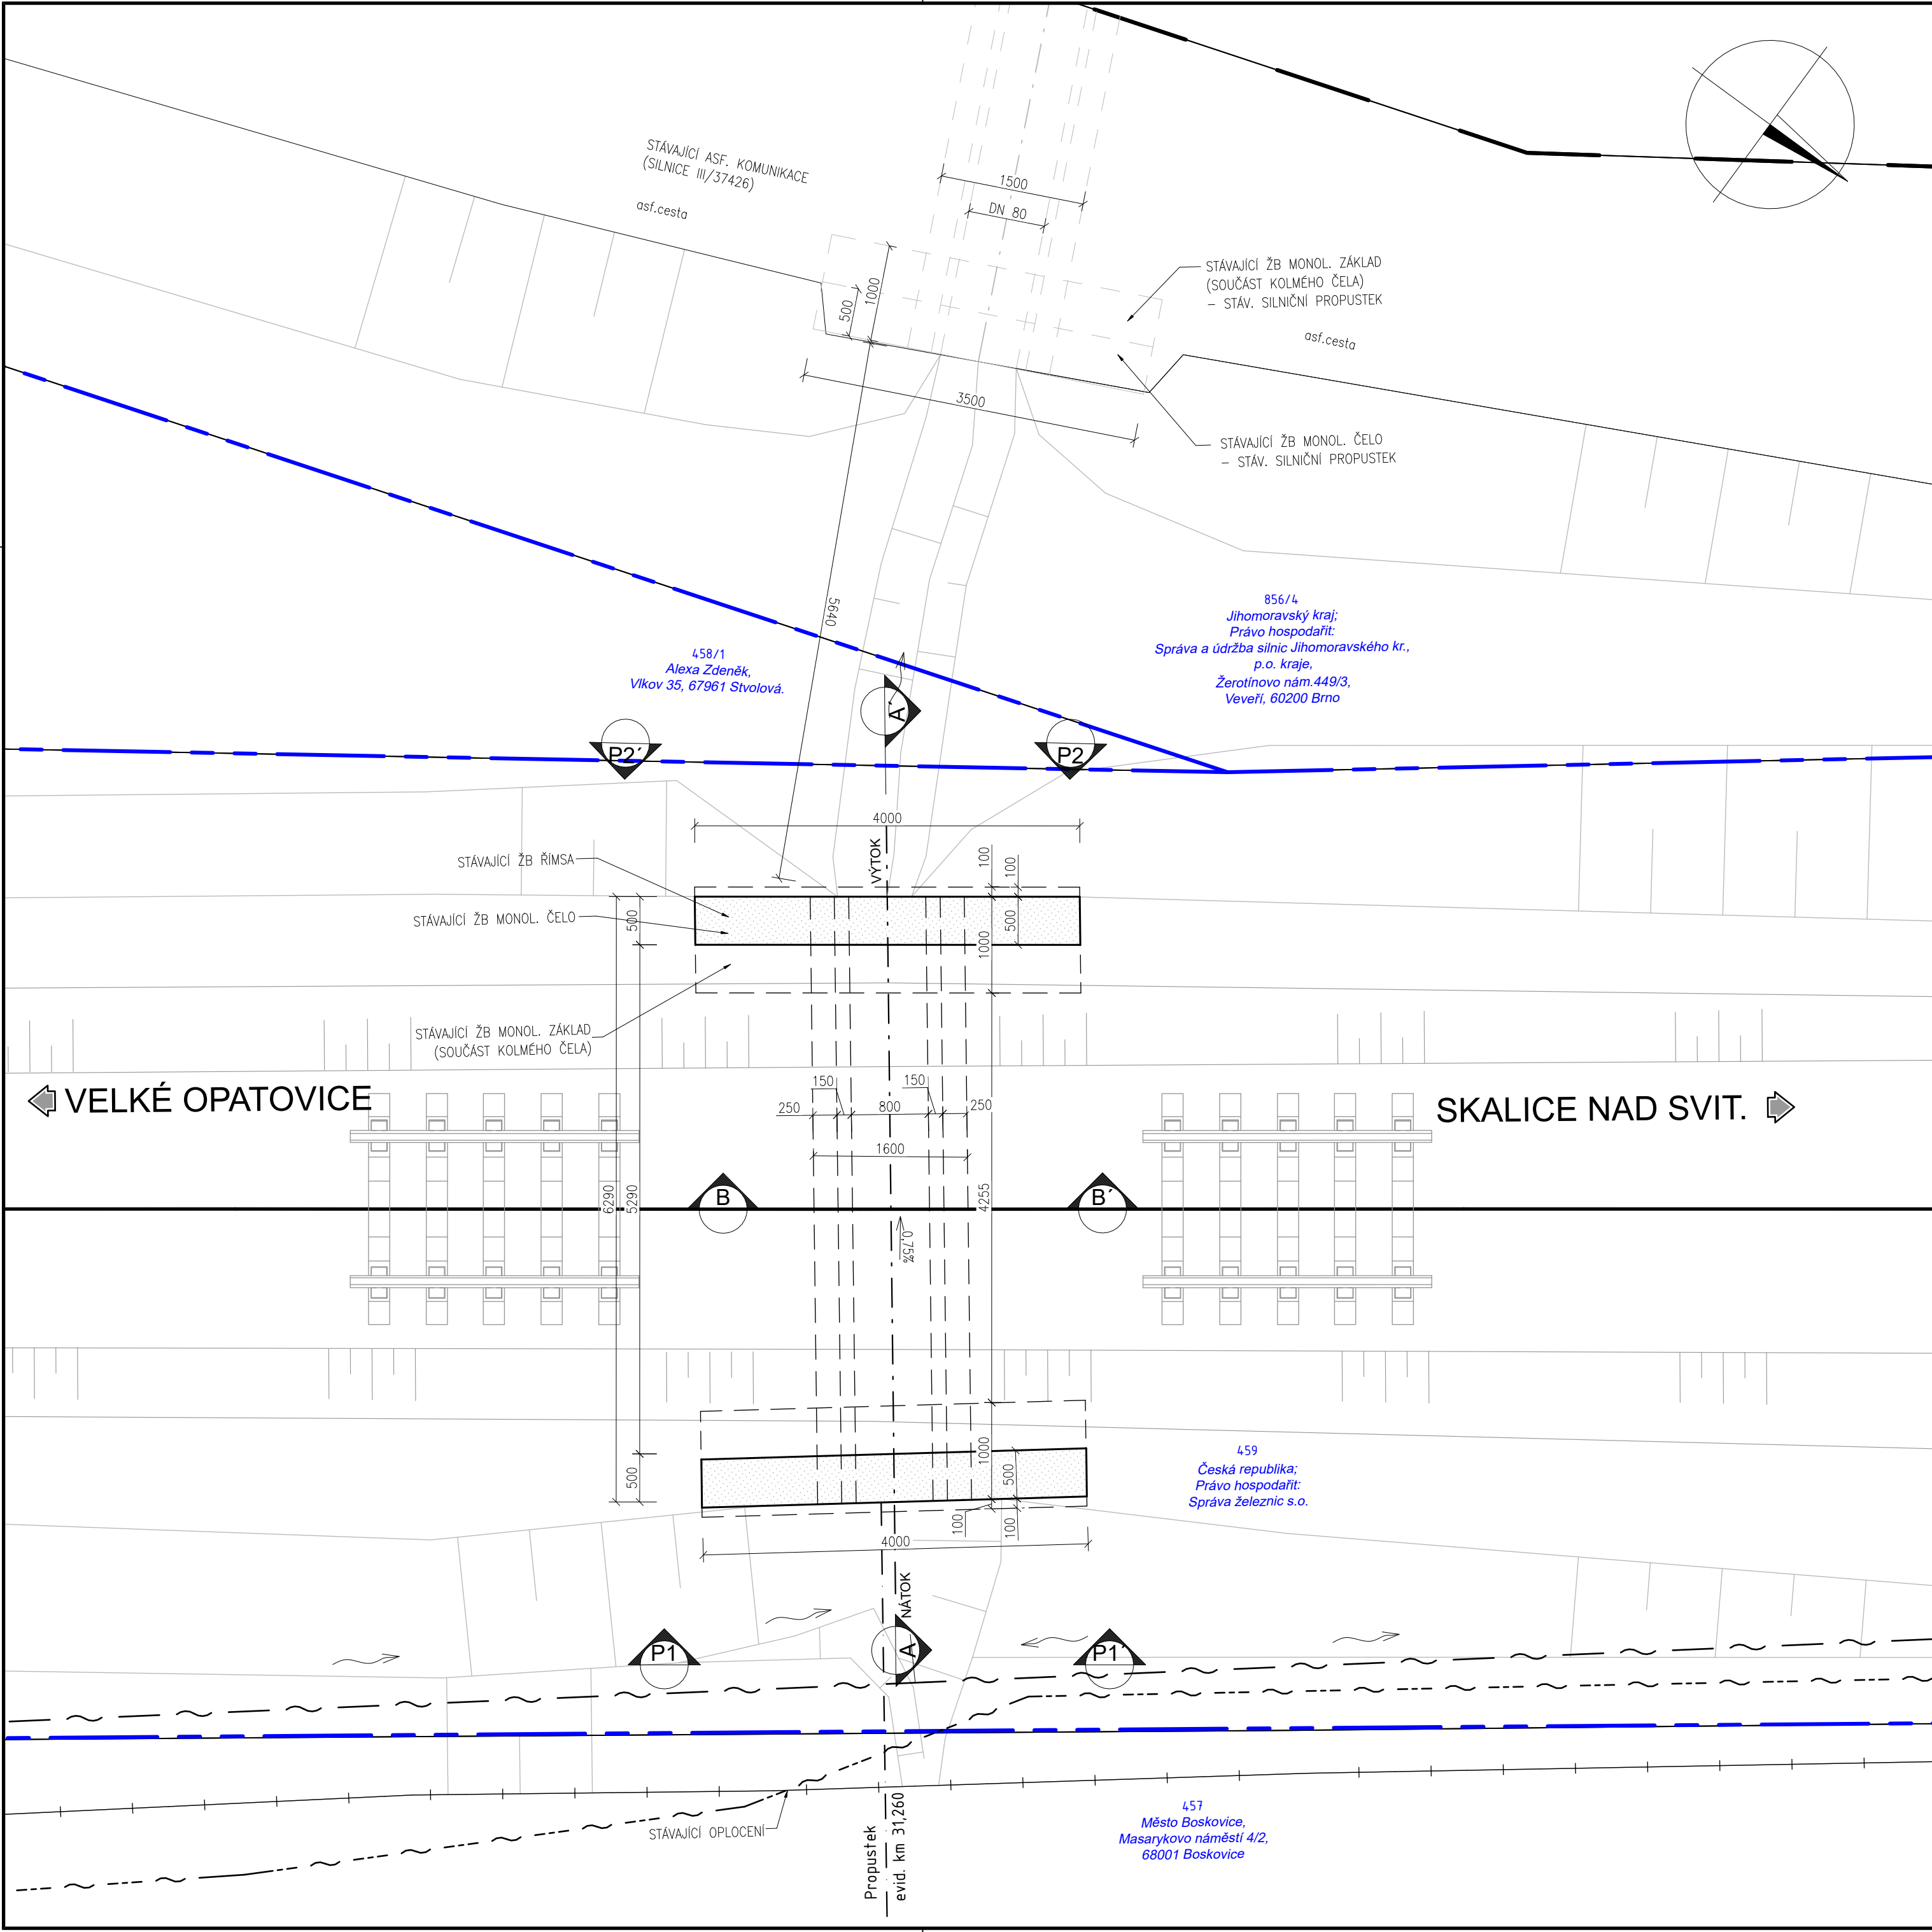 STÁVAJÍCÍ ASF. KOMUNIKACE
(SILNICE III/37426)
asf.cesta
1500
DN 80
1000
500
STÁVAJÍCÍ ŽB MONOL. ZÁKLAD
(SOUČÁST KOLMÉHO ČELA)
– STÁV. SILNIČNÍ PROPUSTEK
asf.cesta
3500
STÁVAJÍCÍ ŽB MONOL. ČELO
– STÁV. SILNIČNÍ PROPUSTEK
5640
458/1
Alexa Zdeněk,
Vlkov 35, 67961 Stvolová.
856/4
Jihomoravský kraj;
Právo hospodařit:
Správa a údržba silnic Jihomoravského kr.,
p.o. kraje,
Žerotínovo nám.449/3,
Veveří, 60200 Brno
A´
P2´
P2
4000
VÝTOK
100
100
STÁVAJÍCÍ ŽB ŘÍMSA
STÁVAJÍCÍ ŽB MONOL. ČELO
500
500
1000
STÁVAJÍCÍ ŽB MONOL. ZÁKLAD
(SOUČÁST KOLMÉHO ČELA)
VELKÉ OPATOVICE
SKALICE NAD SVIT.
150
150
250
800
250
1600
6290
5290
4255
B
B´
0,75%
1000
500
500
459
Česká republika;
Právo hospodařit:
Správa železnic s.o.
100
100
4000
NÁTOK
P1
A
P1´
STÁVAJÍCÍ OPLOCENÍ
Propustek
evid. km 31,260
457
Město Boskovice,
Masarykovo náměstí 4/2,
68001 Boskovice